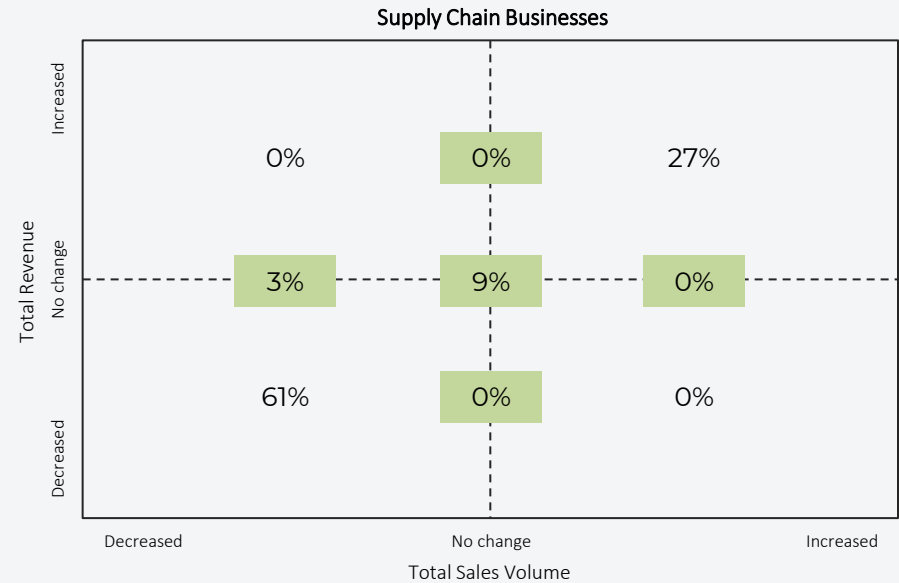 Supply Chain Businesses
Increased
0%
0%
27%
Total Revenue
No change
3%
9%
0%
61%
0%
0%
Decreased
Decreased
No change
Increased
Total Sales Volume